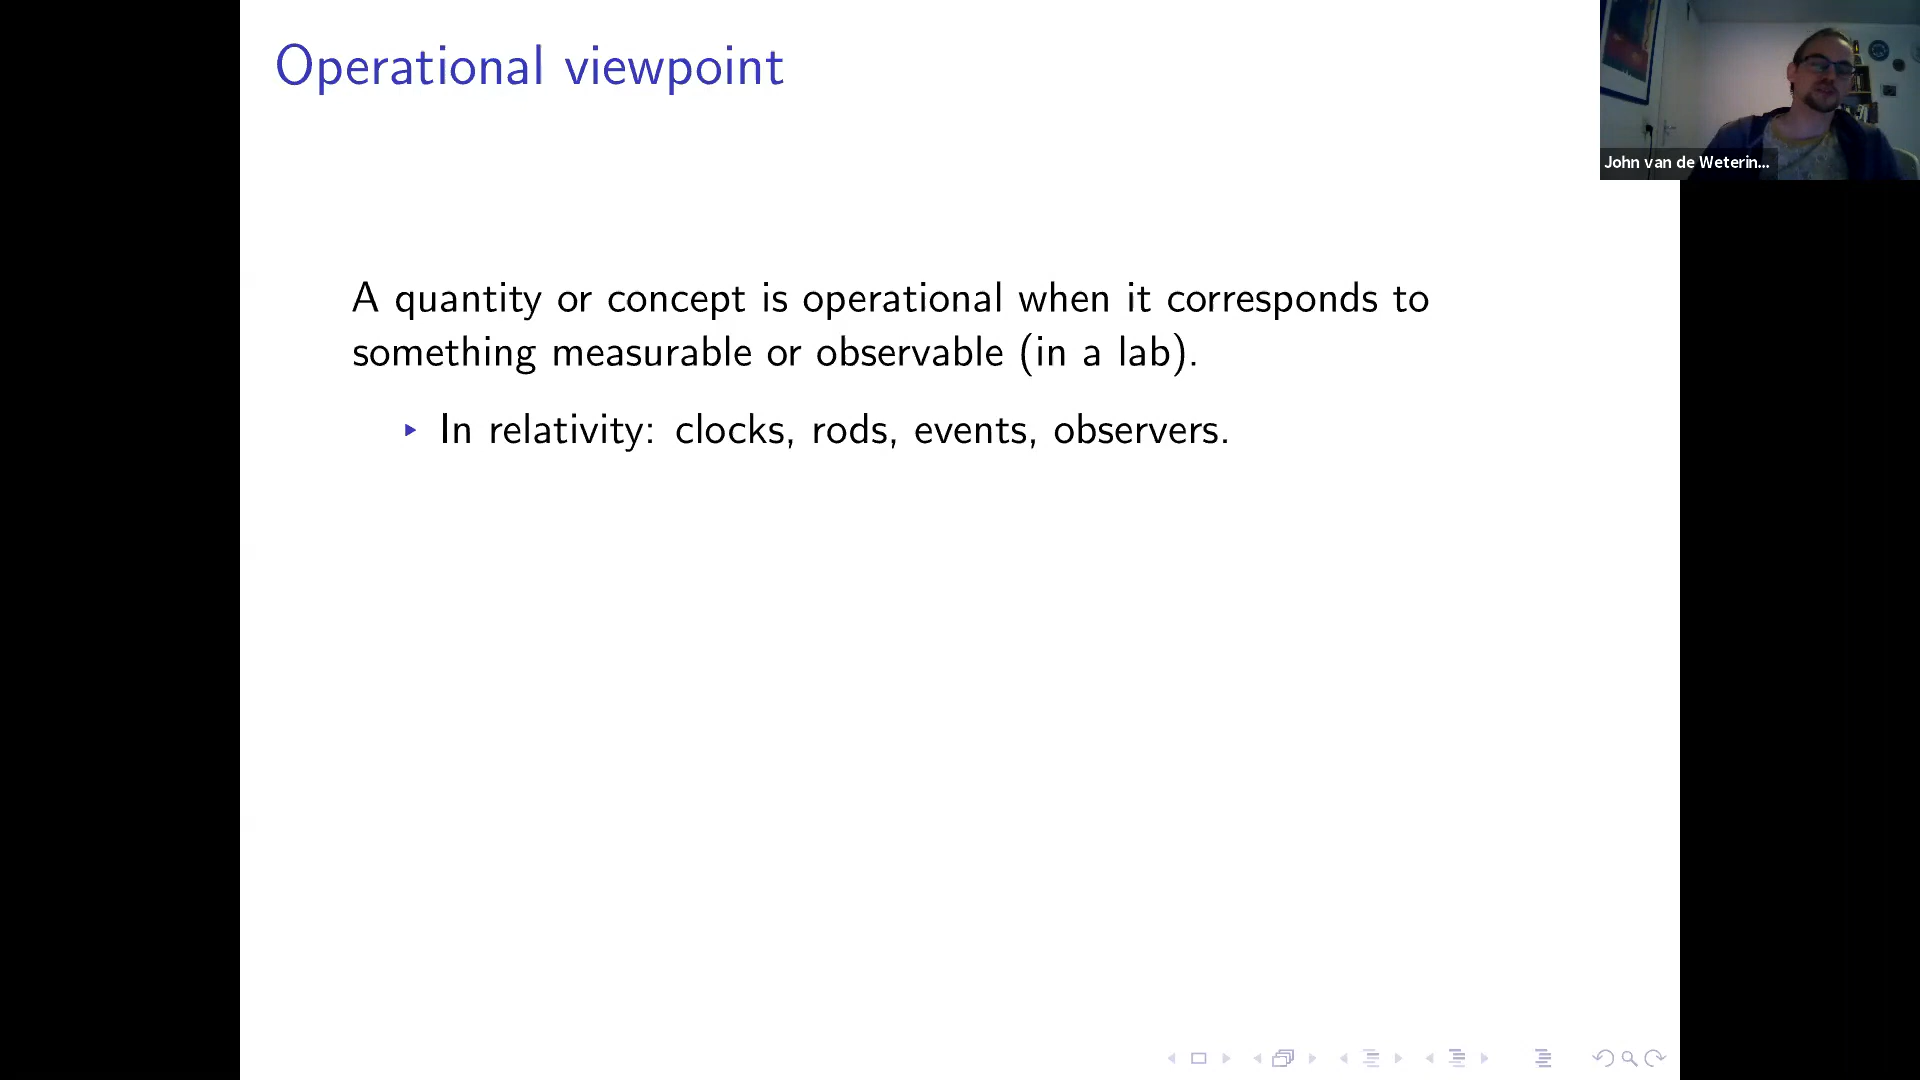 Operational viewpoint
John van de Weterin...
A quantity or concept is operational when it corresponds to
something measurable or observable (in a lab).
▸ In relativity: clocks, rods, events, observers.